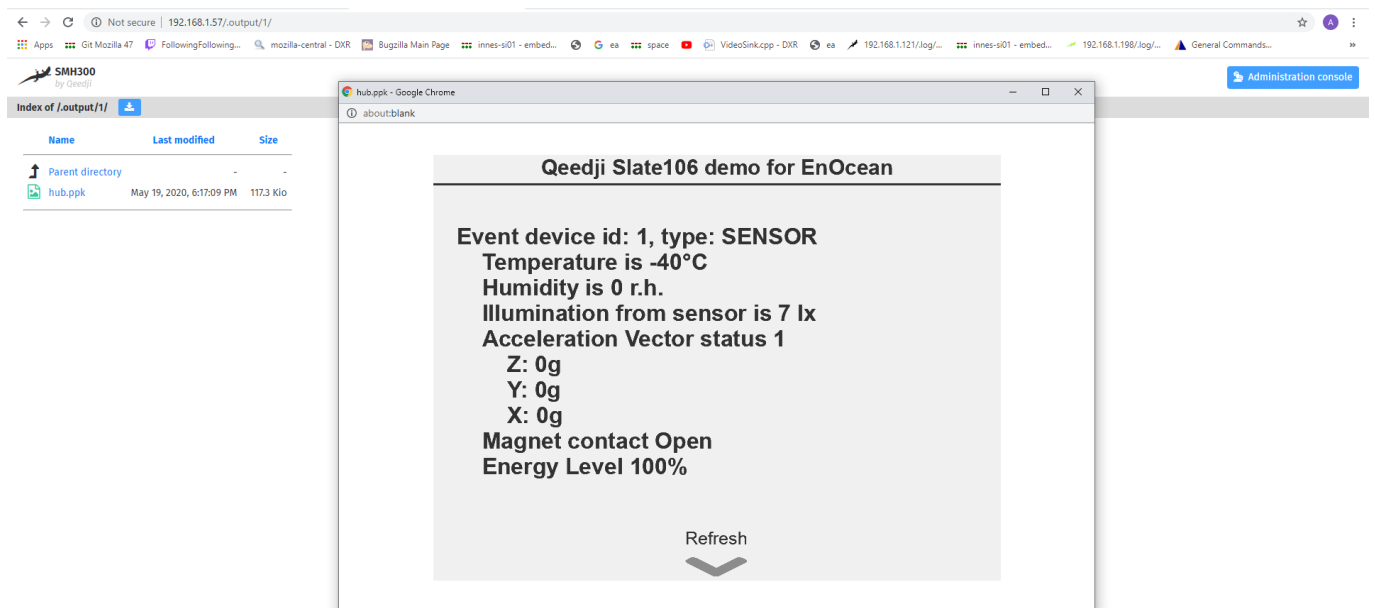 Not secure | 192.168.1.57/.output/1/
A
Apps Git Mozilla 47 FollowingFollowing... mozilla-central - DXR Bugzilla Main Page innes-si01 - embed... G ea space VideoSink.cpp - DXR ea 192.168.1.121/.log/... innes-si01 - embed... 192.168.1.198/.log/... General Commands... »
SMH300
by Qeedji
Administration console
Index of /.output/1/
Name Last modified Size
Parent directory - -
hub.ppk May 19, 2020, 6:17:09 PM 117.3 Kio
hub.ppk - Google Chrome
about:blank
Qeedji Slate106 demo for EnOcean
Event device id: 1, type: SENSOR
Temperature is -40°C
Humidity is 0 r.h.
Illumination from sensor is 7 lx
Acceleration Vector status 1
Z: 0g
Y: 0g
X: 0g
Magnet contact Open
Energy Level 100%
Refresh